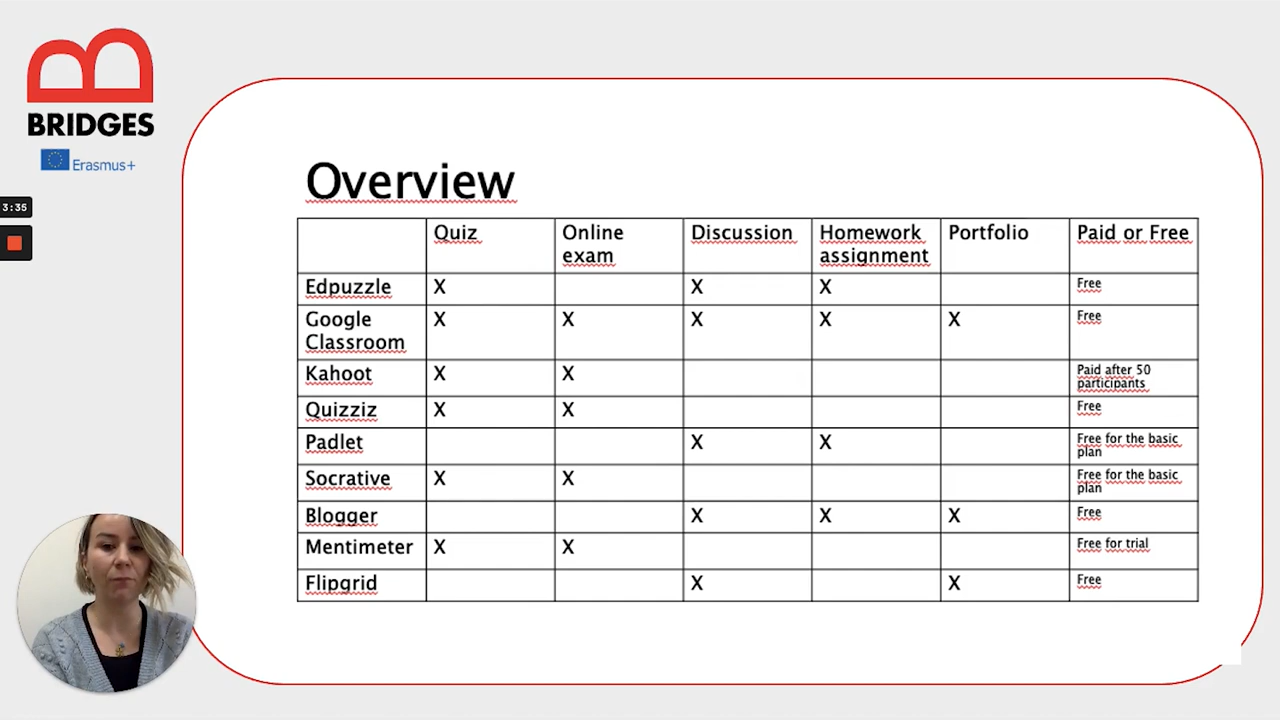 BRIDGES
Erasmus+
3:35
Overview
Quiz Online exam Discussion Homework assignment Portfolio Paid or Free
Edpuzzle X X X Free
Google Classroom X X X X X Free
Kahoot X X Paid after 50 participants
Quizziz X X Free
Padlet X X Free for the basic plan
Socrative X X Free for the basic plan
Blogger X X X Free
Mentimeter X X Free for trial
Flipgrid X X Free